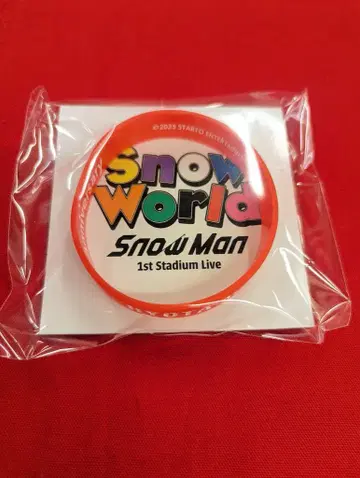 © 2025 STARTO ENTERTAINMENT
Snow
World
Snow Man
1st Stadium Live